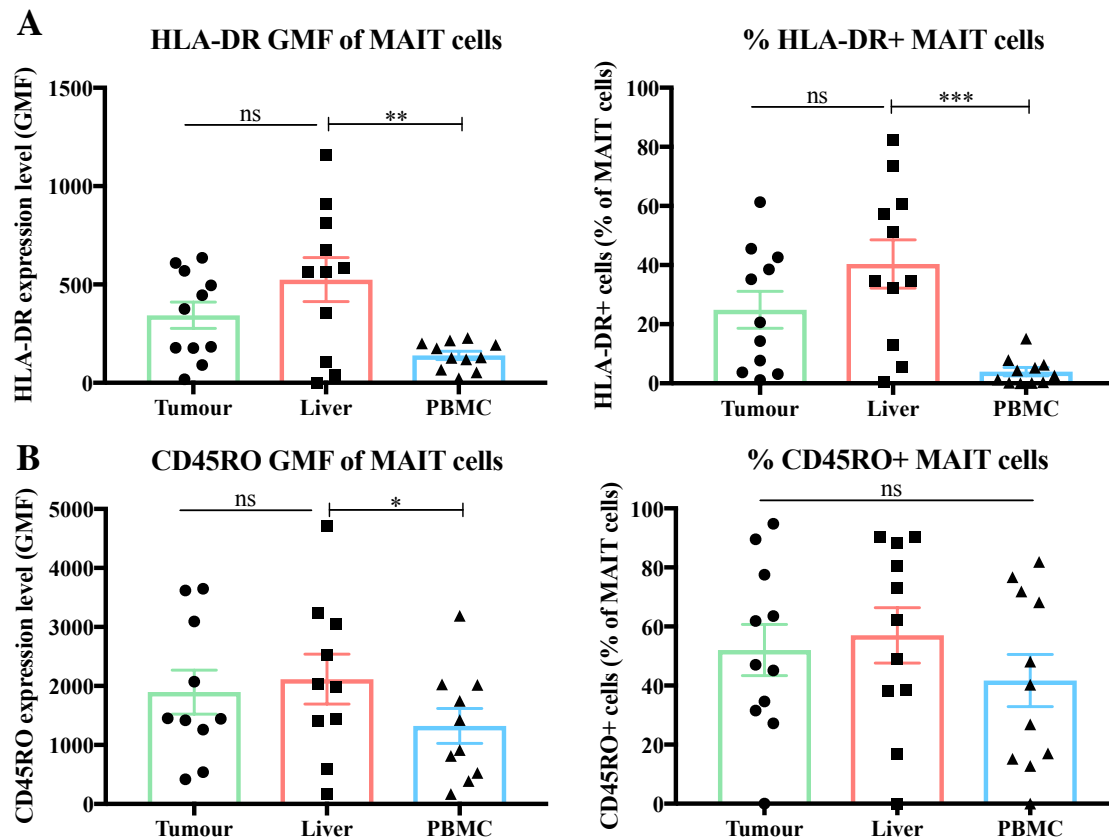 A
HLA-DR GMF of MAIT cells
HLA-DR expression level (GMF)
1500
1000
500
0
ns
**
Tumour Liver PBMC
% HLA-DR+ MAIT cells
HLA-DR+ cells (% of MAIT cells)
100
80
60
40
20
0
ns
***
Tumour Liver PBMC
B
CD45RO GMF of MAIT cells
CD45RO expression level (GMF)
5000
4000
3000
2000
1000
0
ns
*
Tumour Liver PBMC
% CD45RO+ MAIT cells
CD45RO+ cells (% of MAIT cells)
100
80
60
40
20
0
ns
Tumour Liver PBMC